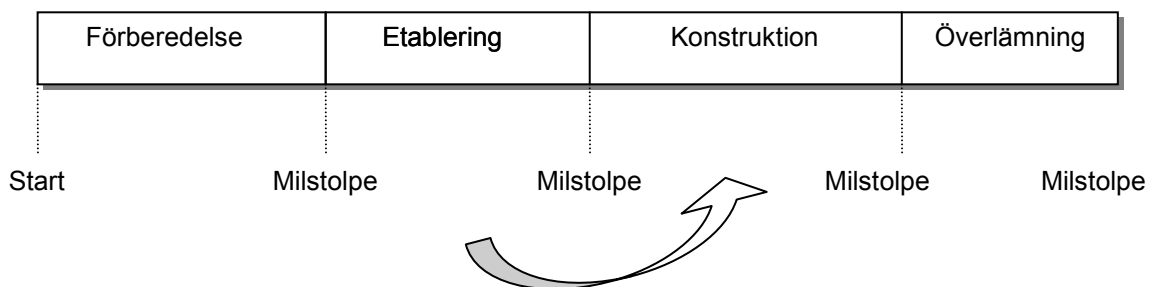 Förberedelse Etablering Konstruktion Överlämning
Start Milstolpe Milstolpe Milstolpe Milstolpe